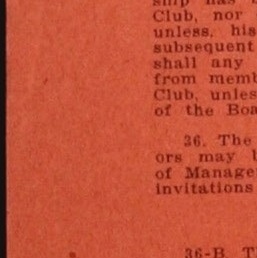 ship has
Club, nor
unless, his
subsequent
shall any
from memb
Club, unles
of the Boa
36. The
ors may
of Manage
invitations
36-B T